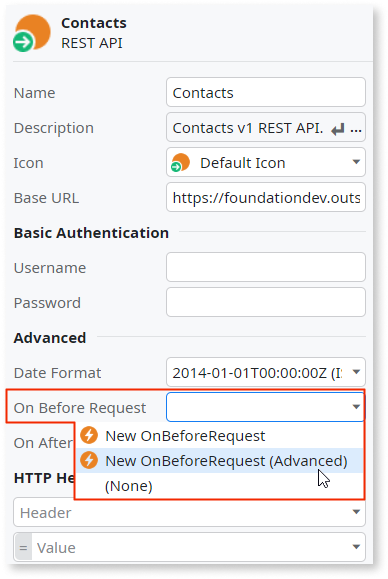 Contacts
REST API
Name Contacts
Description Contacts v1 REST API. ...
Icon Default Icon
Base URL https://foundationdev.outs
Basic Authentication
Username
Password
Advanced
Date Format 2014-01-01T00:00:00Z (I
On Before Request
New OnBeforeRequest
On After
New OnBeforeRequest (Advanced)
(None)
HTTP He
Header
= Value